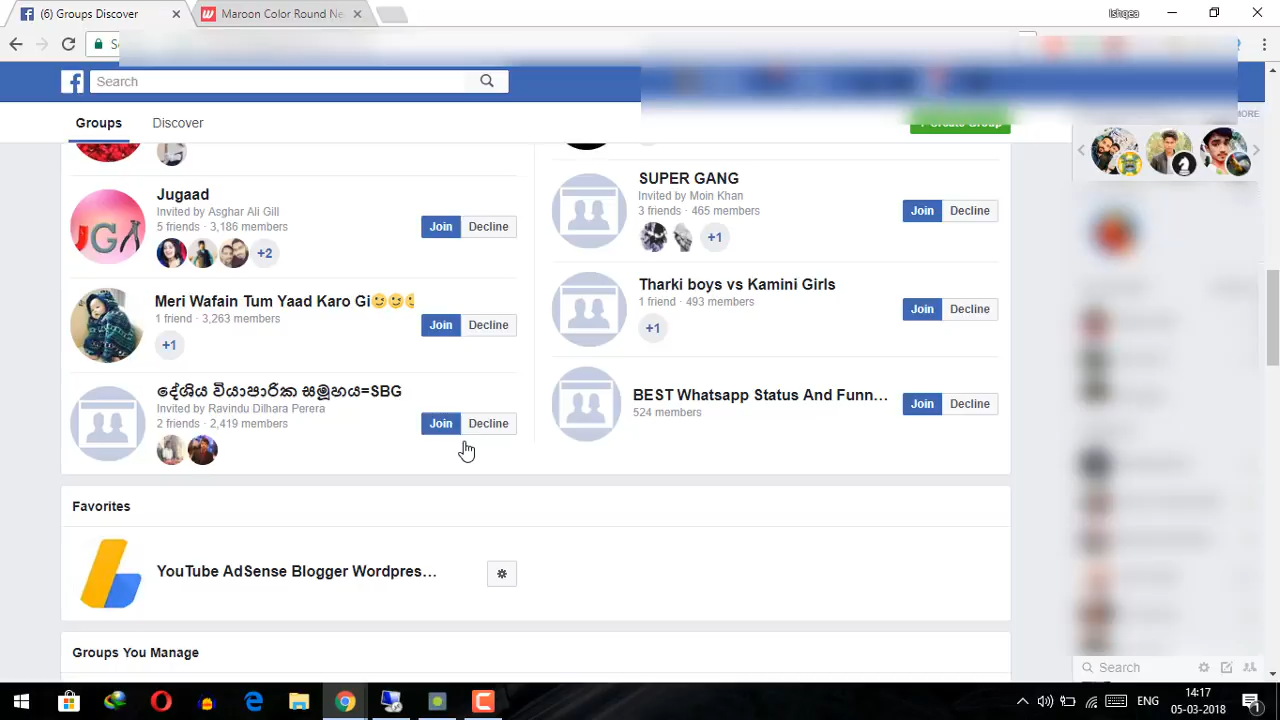 (6) Groups Discover
Maroon Color Round Ne
Ishqea
Search
Groups
Discover
Create Group
MORE
Jugaad
Invited by Asghar Ali Gill
5 friends · 3,186 members
+2
Join
Decline
Meri Wafain Tum Yaad Karo Gi
1 friend · 3,263 members
+1
Join
Decline
දේශීය ව්‍යාපාරික සමූහය=SBG
Invited by Ravindu Dilhara Perera
2 friends · 2,419 members
Join
Decline
SUPER GANG
Invited by Moin Khan
3 friends · 465 members
+1
Join
Decline
Tharki boys vs Kamini Girls
1 friend · 493 members
+1
Join
Decline
BEST Whatsapp Status And Funn...
524 members
Join
Decline
Favorites
YouTube AdSense Blogger Wordpres...
Groups You Manage
Search
ENG
14:17
05-03-2018
1